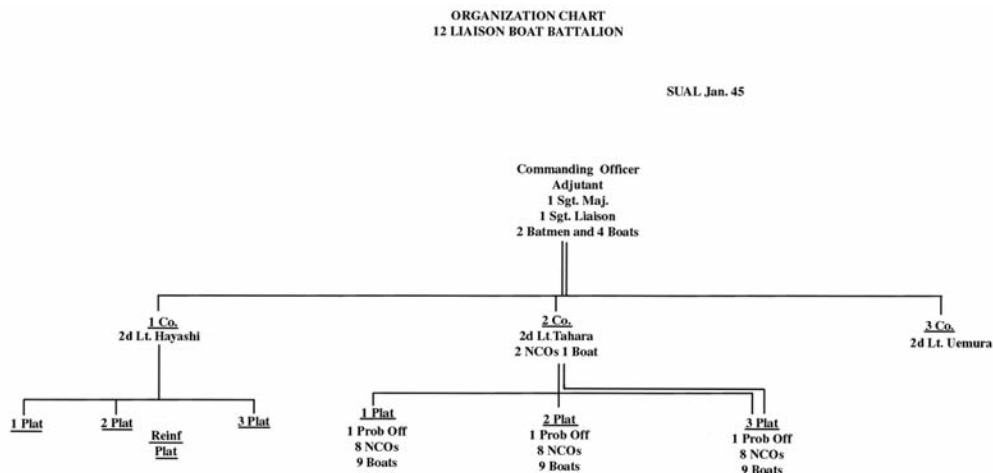 ORGANIZATION CHART
12 LIAISON BOAT BATTALION
SUAL Jan. 45
Commanding Officer
Adjutant
1 Sgt. Maj.
1 Sgt. Liaison
2 Batmen and 4 Boats
1 Co.
2d Lt. Hayashi
2 Co.
2d Lt.Tahara
2 NCOs 1 Boat
3 Co.
2d Lt. Uemura
1 Plat
2 Plat
3 Plat
Reinf
Plat
1 Plat
1 Prob Off
8 NCOs
9 Boats
2 Plat
1 Prob Off
8 NCOs
9 Boats
3 Plat
1 Prob Off
8 NCOs
9 Boats